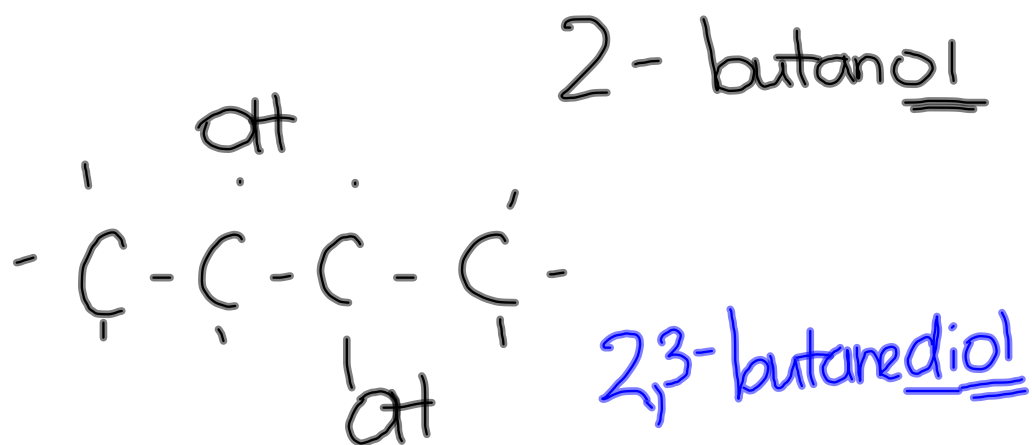 2- butanol
OH
- C - C - C - C -
OH
2,3-butanediol